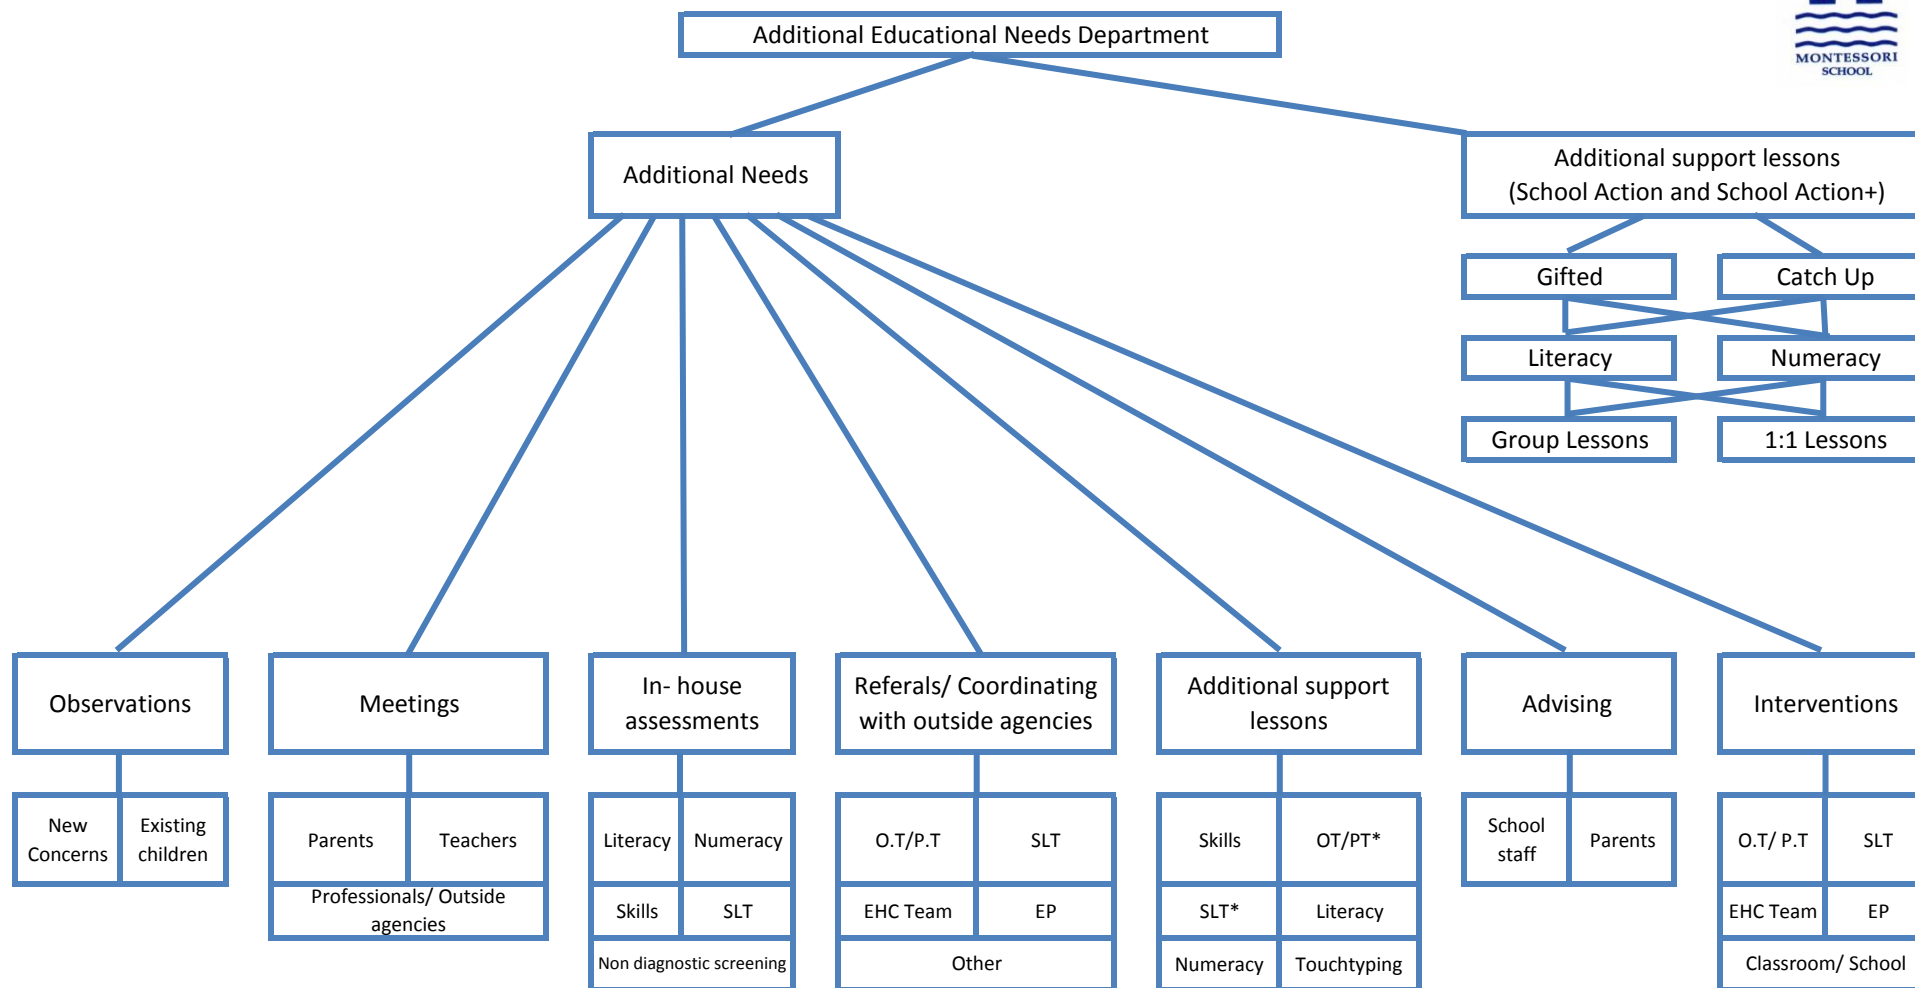 Additional Educational Needs Department
MONTESSORI
SCHOOL
Additional Needs
Additional support lessons
(School Action and School Action+)
Gifted
Catch Up
Literacy
Numeracy
Group Lessons
1:1 Lessons
Observations
Meetings
In- house
assessments
Referals/ Coordinating
with outside agencies
Additional support
lessons
Advising
Interventions
New
Concerns
Existing
children
Parents
Teachers
Professionals/ Outside
agencies
Literacy
Numeracy
Skills
SLT
Non diagnostic screening
O.T/P.T
SLT
EHC Team
EP
Other
Skills
OT/PT*
SLT*
Literacy
Numeracy
Touchtyping
School
staff
Parents
O.T/ P.T
SLT
EHC Team
EP
Classroom/ School